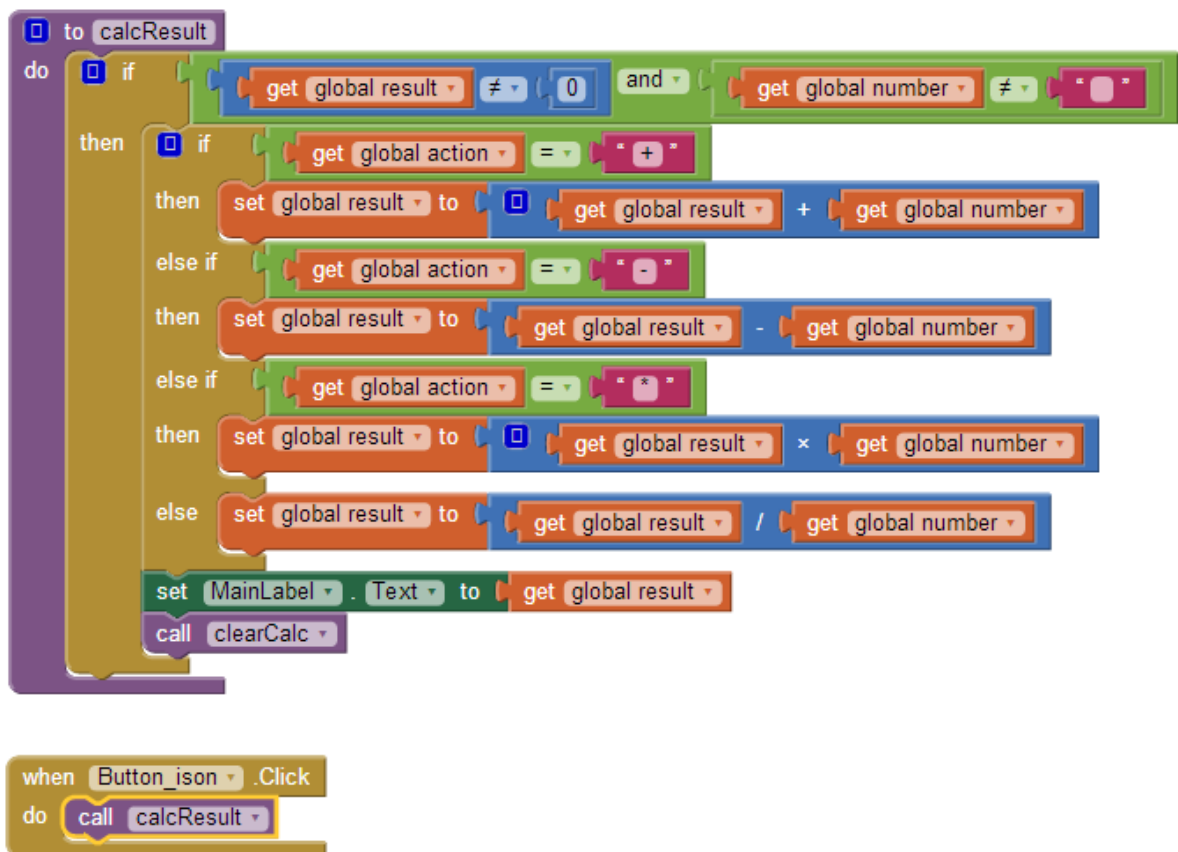 to calcResult
do if get global result ≠ 0 and get global number ≠ " "
then if get global action = " + "
then set global result to get global result + get global number
else if get global action = " - "
then set global result to get global result - get global number
else if get global action = " * "
then set global result to get global result × get global number
else set global result to get global result / get global number
set MainLabel . Text to get global result
call clearCalc
when Button_ison .Click
do call calcResult